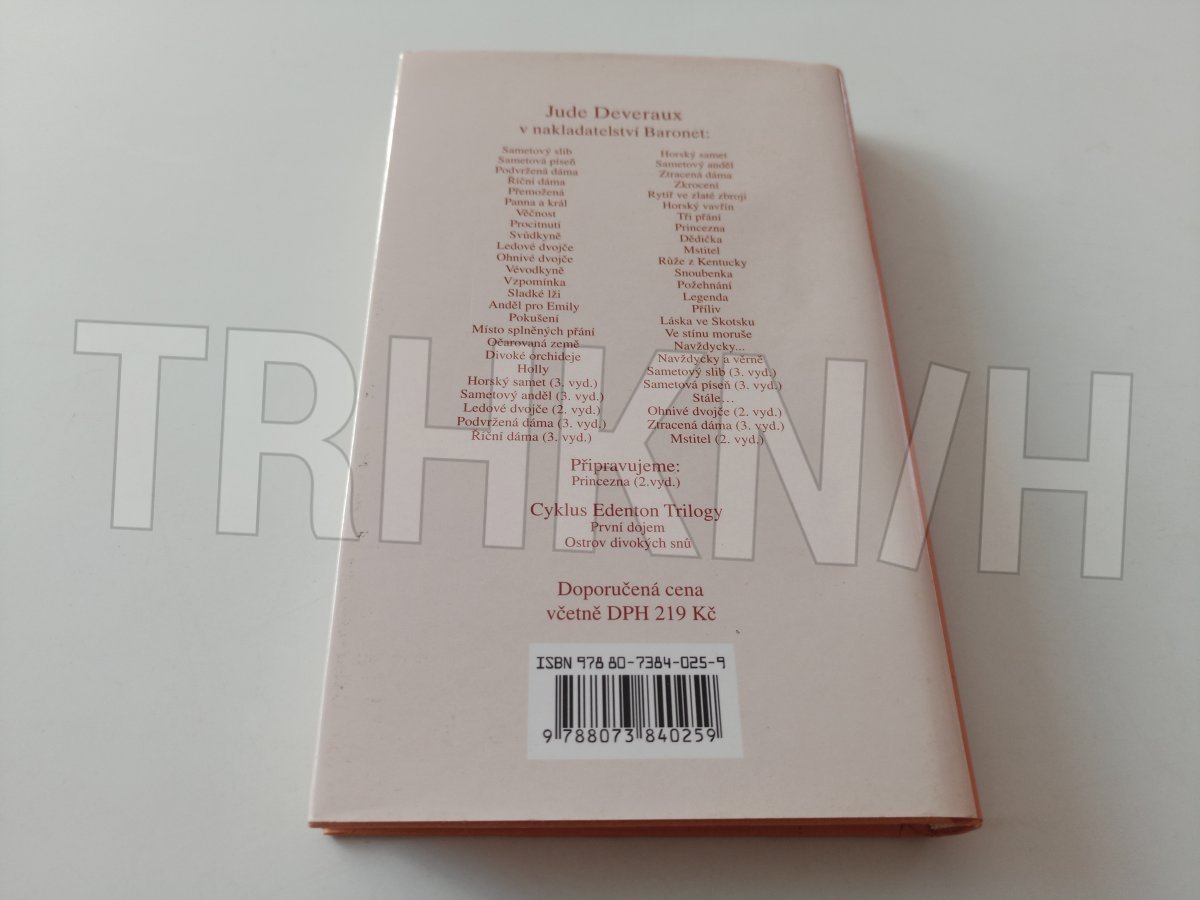 Jude Deveraux
v nakladatelství Baronet:
Sametový slib
Sametová píseň
Podvržená dáma
Říční dáma
Přemožená
Panna a král
Věčnost
Procitnutí
Svůdkyně
Ledové dvojče
Ohnivé dvojče
Vévodkyně
Vzpomínka
Sladké lži
Anděl pro Emily
Pokušení
Místo splněných přání
Očarovaná země
Divoké orchideje
Holly
Horský samet (3. vyd.)
Sametový anděl (3. vyd.)
Ledové dvojče (2. vyd.)
Podvržená dáma (3. vyd.)
Říční dáma (3. vyd.)
Horský samet
Sametový anděl
Ztracená dáma
Zkrocení
Rytíř ve zlaté zbroji
Horský vavřín
Tři přání
Princezna
Dědička
Mstitel
Růže z Kentucky
Snoubenka
Požehnání
Legenda
Příliv
Láska ve Skotsku
Ve stínu moruše
Navždycky...
Navždycky a věrně
Sametový slib (3. vyd.)
Sametová píseň (3. vyd.)
Stále...
Ohnivé dvojče (2. vyd.)
Ztracená dáma (3. vyd.)
Mstitel (2. vyd.)
Připravujeme:
Princezna (2.vyd.)
Cyklus Edenton Trilogy
První dojem
Ostrov divokých snů
Doporučená cena
včetně DPH 219 Kč
ISBN 978 80-7384-025-9
9 788073 840259
TRHKNIH